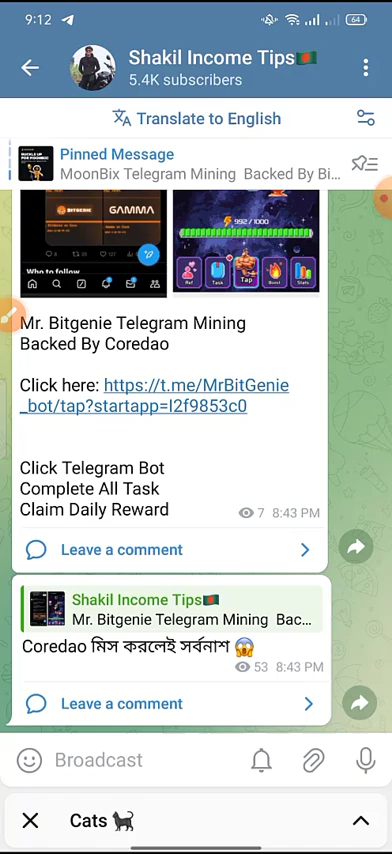 9:12
64
Shakil Income Tips🇧🇩
5.4K subscribers
Translate to English
Pinned Message
MoonBix Telegram Mining Backed By Bi...
BITGENIE
GAMMA
Who to follow
992 / 1000
Ref
Task
Tap
Boost
Stats
Mr. Bitgenie Telegram Mining
Backed By Coredao
Click here: https://t.me/MrBitGenie
_bot/tap?startapp=I2f9853c0
Click Telegram Bot
Complete All Task
Claim Daily Reward
7 8:43 PM
Leave a comment
Shakil Income Tips🇧🇩
Mr. Bitgenie Telegram Mining Bac...
Coredao মিস করলেই সর্বনাশ 😱
53 8:43 PM
Leave a comment
Broadcast
Cats 🐈‍⬛